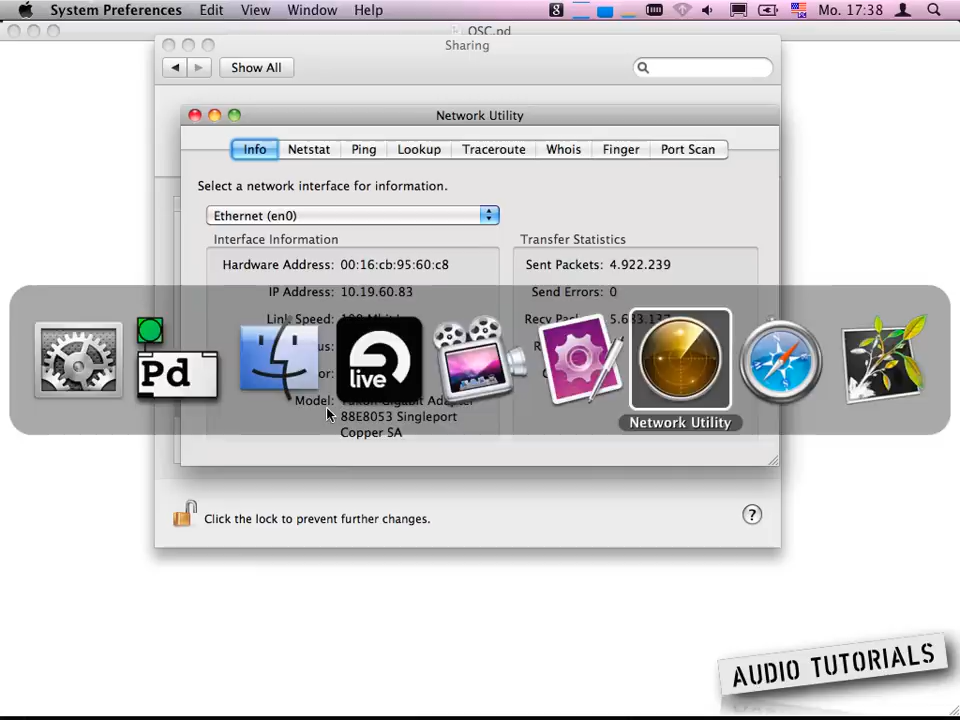 System Preferences Edit View Window Help 8 Mo. 17:38
OSC.pd
Sharing
Show All
Network Utility
Info Netstat Ping Lookup Traceroute Whois Finger Port Scan
Select a network interface for information.
Ethernet (en0)
Interface Information
Transfer Statistics
Hardware Address: 00:16:cb:95:60:c8
Sent Packets: 4.922.239
IP Address: 10.19.60.83
Send Errors: 0
Link Speed:
Recv
Pd
live
Model:
88E8053 Singleport
Copper SA
Network Utility
Click the lock to prevent further changes.
?
AUDIO TUTORIALS